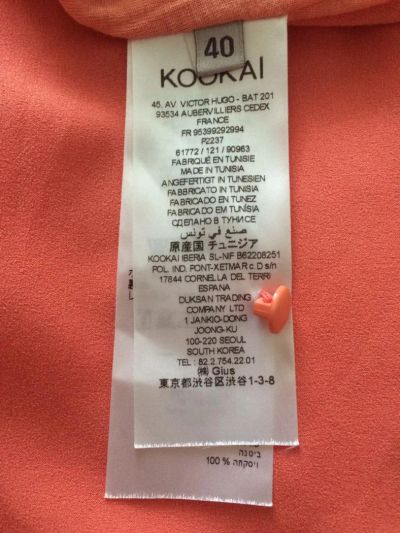 40
KOOKAI
45, AV. VICTOR HUGO - BAT 201
93534 AUBERVILLIERS CEDEX
FRANCE
FR 95399292994
P2237
61772 / 121 / 90963
FABRIQUÉ EN TUNISIE
MADE IN TUNISIA
ANGEFERTIGT IN TUNESIEN
FABBRICATO IN TUNISIA
FABRICADO EN TUNEZ
FABRICADO EM TUNÍSIA
СДЕЛАНО В ТУНИСЕ
صنع في تونس
原産国 チュニジア
KOOKAI IBERIA SL-NIF B62208251
POL. IND. PONT-XETMAR c D s/n
17844 CORNELLA DEL TERRI
ESPANA
DUKSAN TRADING
COMPANY LTD
1 JANKIO-DONG
JOONG-KU
100-220 SEOUL
SOUTH KOREA
TEL : 82.2.754.22.01
㈱ Gius
東京都渋谷区渋谷1-3-8
ביטנה
100 % ויסקוזה